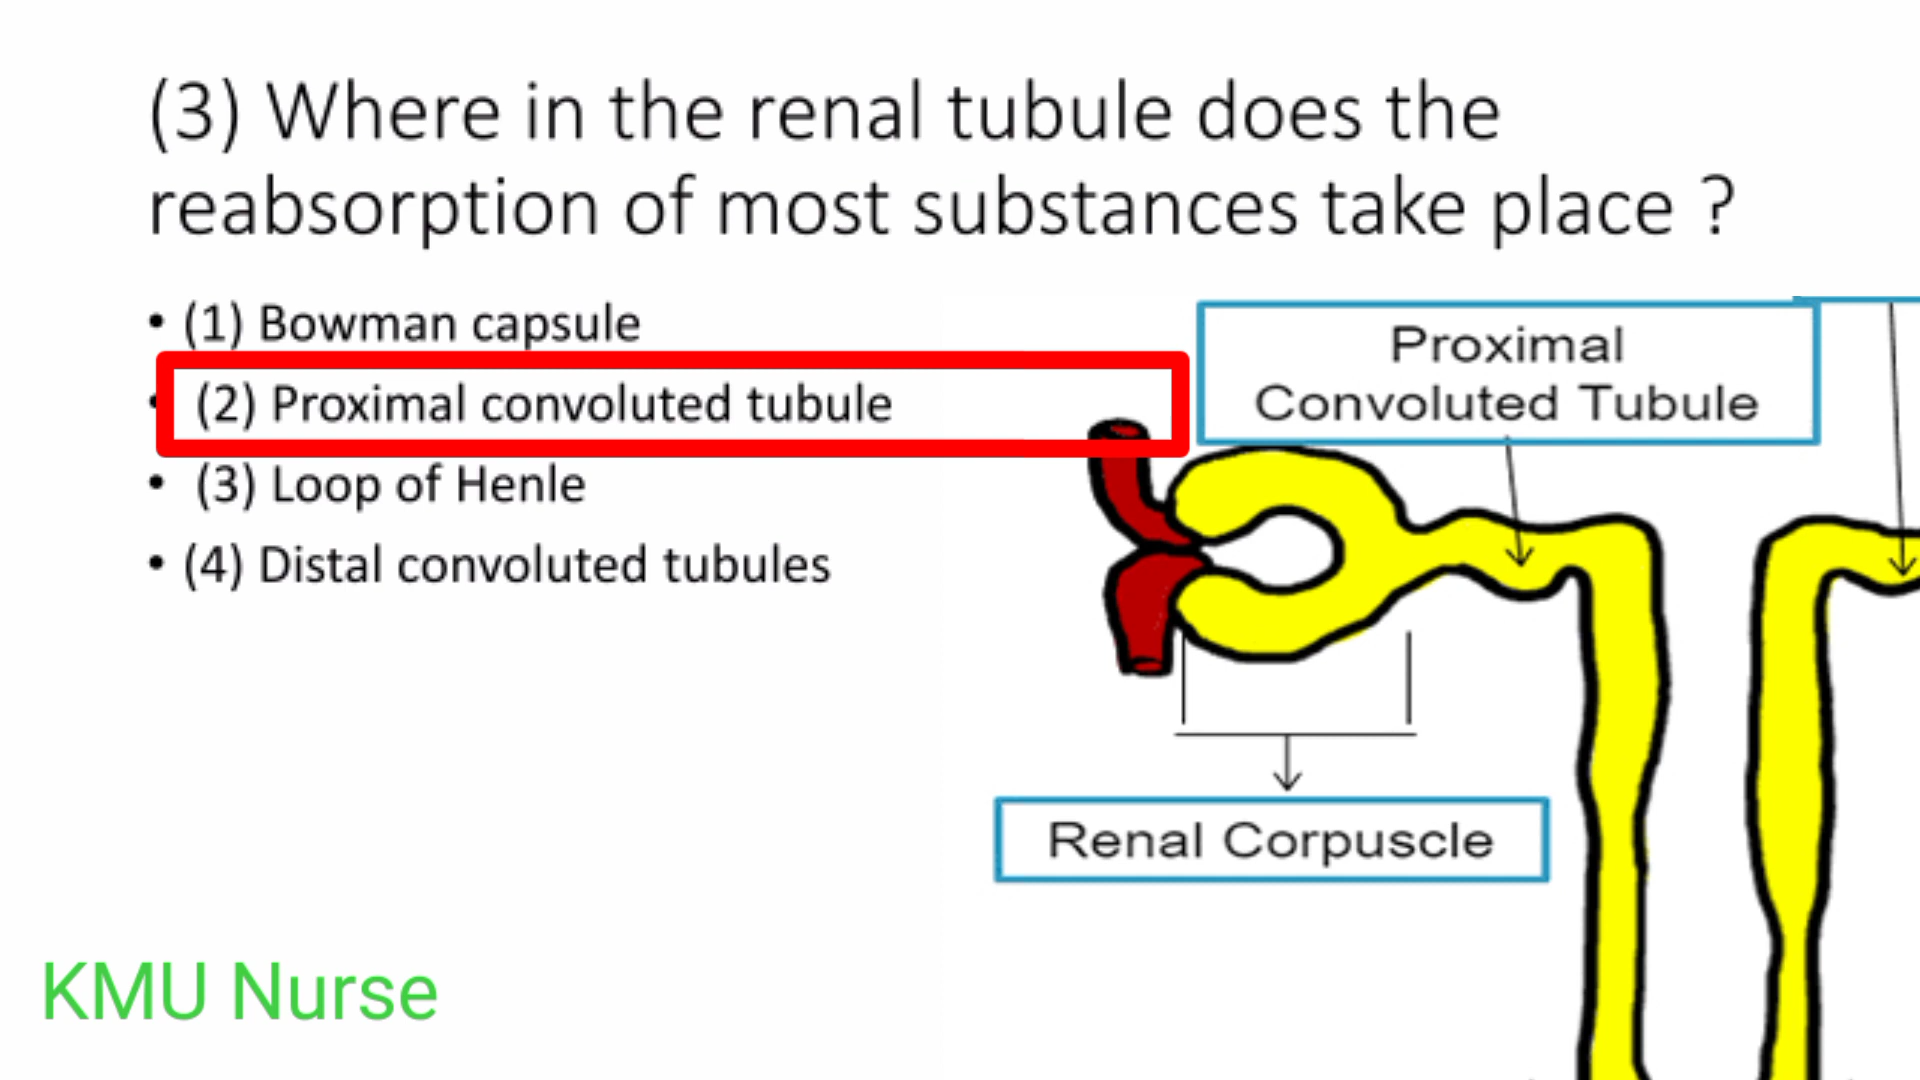 (3) Where in the renal tubule does the
reabsorption of most substances take place ?
• (1) Bowman capsule
• (2) Proximal convoluted tubule
• (3) Loop of Henle
• (4) Distal convoluted tubules
Proximal
Convoluted Tubule
Renal Corpuscle
KMU Nurse